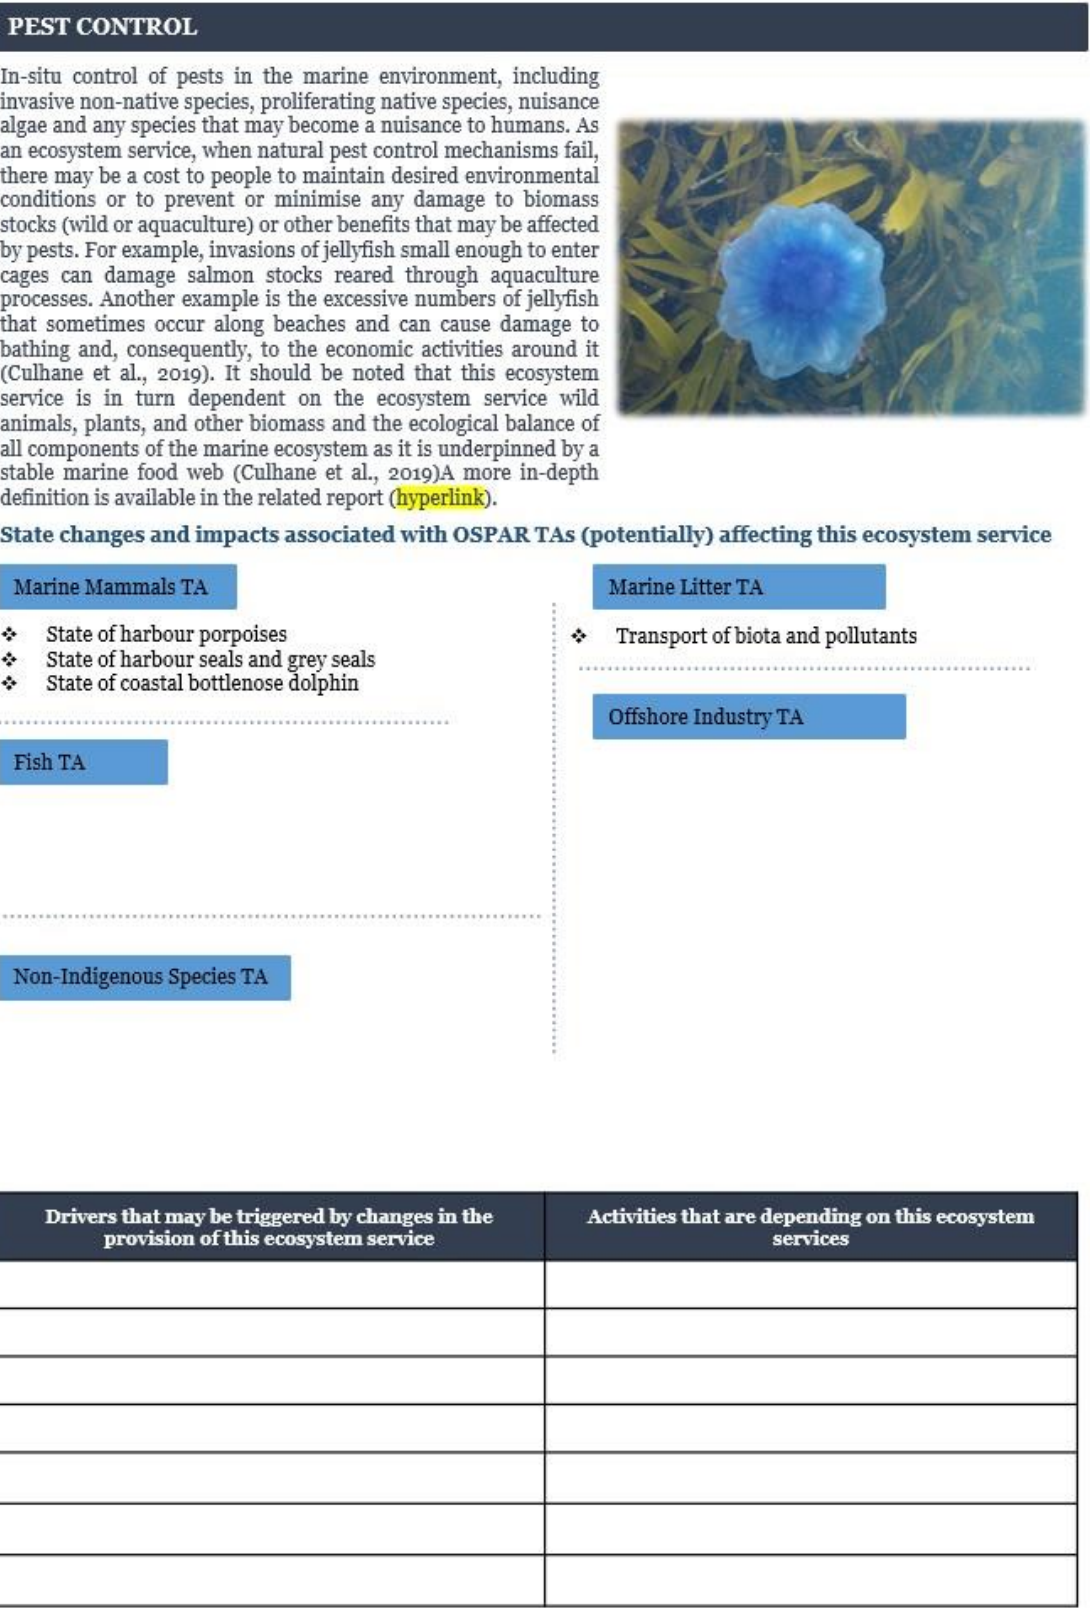 PEST CONTROL
In-situ control of pests in the marine environment, including
invasive non-native species, proliferating native species, nuisance
algae and any species that may become a nuisance to humans. As
an ecosystem service, when natural pest control mechanisms fail,
there may be a cost to people to maintain desired environmental
conditions or to prevent or minimise any damage to biomass
stocks (wild or aquaculture) or other benefits that may be affected
by pests. For example, invasions of jellyfish small enough to enter
cages can damage salmon stocks reared through aquaculture
processes. Another example is the excessive numbers of jellyfish
that sometimes occur along beaches and can cause damage to
bathing and, consequently, to the economic activities around it
(Culhane et al., 2019). It should be noted that this ecosystem
service is in turn dependent on the ecosystem service wild
animals, plants, and other biomass and the ecological balance of
all components of the marine ecosystem as it is underpinned by a
stable marine food web (Culhane et al., 2019)A more in-depth
definition is available in the related report (hyperlink).
State changes and impacts associated with OSPAR TAs (potentially) affecting this ecosystem service
Marine Mammals TA
❖ State of harbour porpoises
❖ State of harbour seals and grey seals
❖ State of coastal bottlenose dolphin
Fish TA
Non-Indigenous Species TA
Marine Litter TA
❖ Transport of biota and pollutants
Offshore Industry TA
Drivers that may be triggered by changes in the
provision of this ecosystem service
Activities that are depending on this ecosystem
services